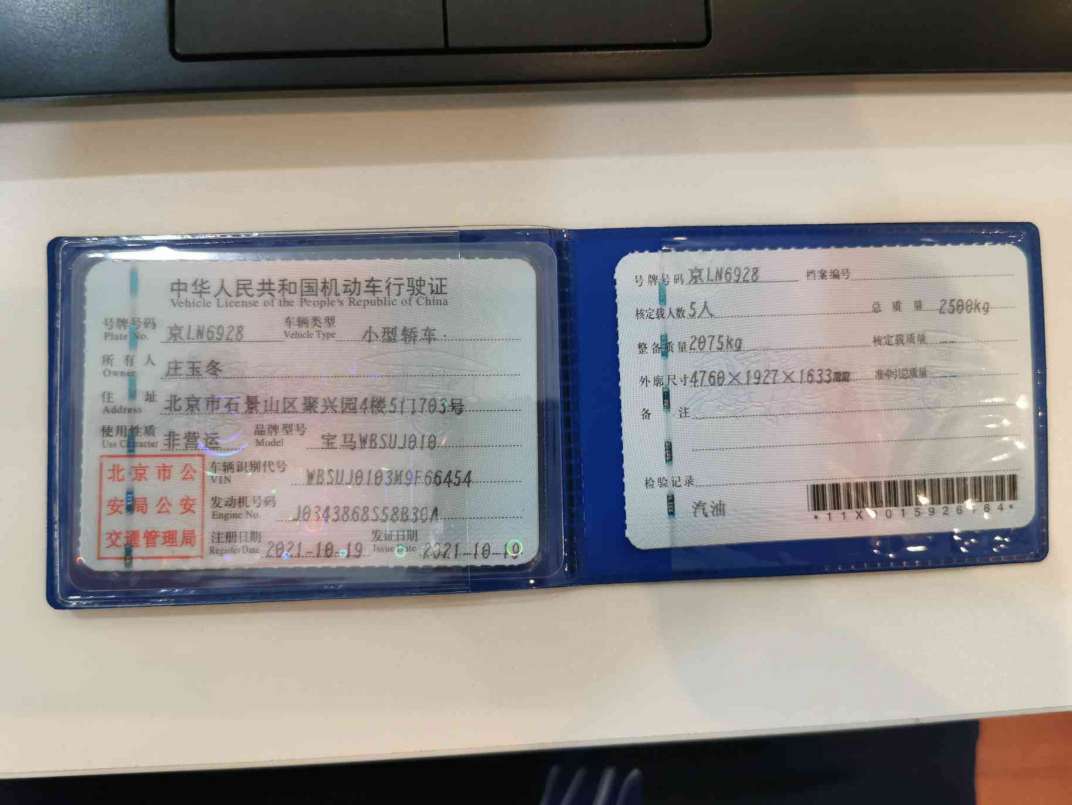 中华人民共和国机动车行驶证
Vehicle License of the People's Republic of China
号牌号码 Plate No. 京LN6928 车辆类型 Vehicle Type 小型轿车
所有人 Owner 庄玉冬
住址 Address 北京市石景山区聚兴园4楼5门1703号
使用性质 Use Character 非营运 品牌型号 Model 宝马WBSUJ010
车辆识别代号 VIN WBSUJ0103M9F66454
发动机号码 Engine No. J0343868S58B30A
注册日期 Register Date 2021-10-19 发证日期 Issue Date 2021-10-19
北京市公
安局公安
交通管理局
号牌号码 京LN6928 档案编号
核定载人数 5人 总质量 2500kg
整备质量 2075kg 核定载质量 --
外廓尺寸 4760×1927×1633 准牵引总质量 --
备注
检验记录
汽油